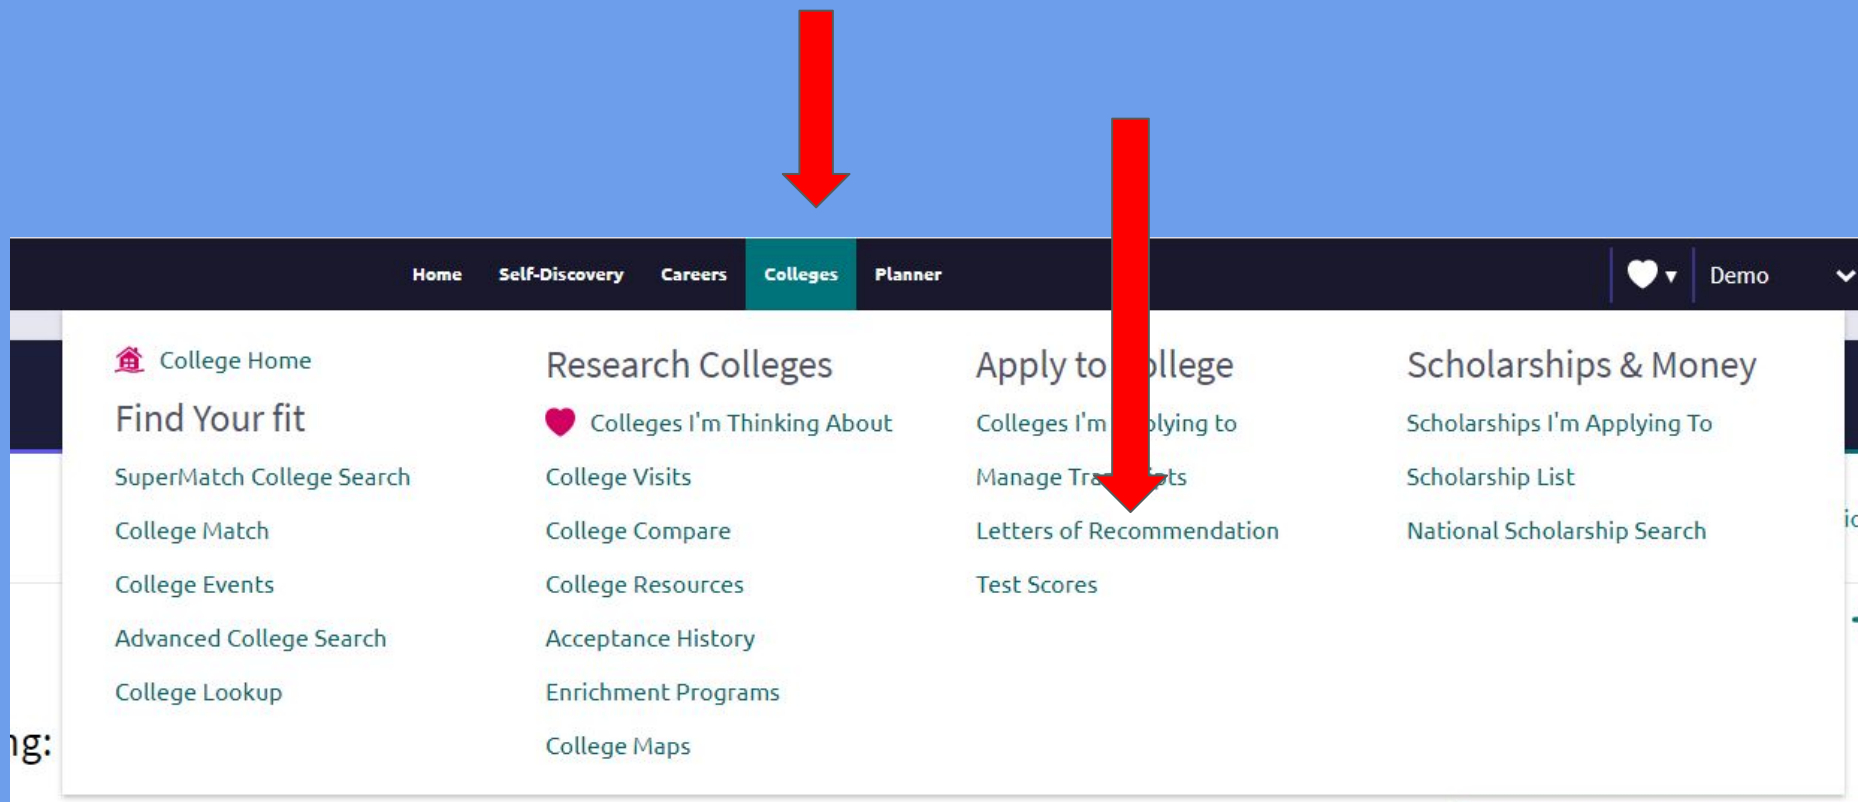 Home Self-Discovery Careers Colleges Planner Demo
College Home
Find Your fit
SuperMatch College Search
College Match
College Events
Advanced College Search
College Lookup
Research Colleges
Colleges I'm Thinking About
College Visits
College Compare
College Resources
Acceptance History
Enrichment Programs
College Maps
Apply to
Colleges I'm to
Manage
Letters of Recommendation
Test Scores
Scholarships & Money
Scholarships I'm Applying To
Scholarship List
National Scholarship Search